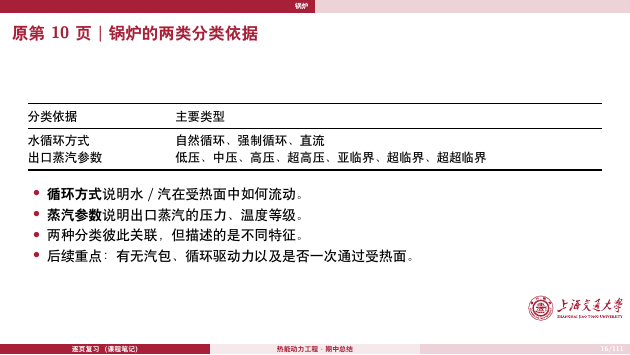 锅炉
原第 10 页 | 锅炉的两类分类依据
分类依据 主要类型
水循环方式 自然循环、强制循环、直流
出口蒸汽参数 低压、中压、高压、超高压、亚临界、超临界、超超临界
• 循环方式说明水 / 汽在受热面中如何流动。
• 蒸汽参数说明出口蒸汽的压力、温度等级。
• 两种分类彼此关联，但描述的是不同特征。
• 后续重点：有无汽包、循环驱动力以及是否一次通过受热面。
上海交通大学
SHANGHAI JIAO TONG UNIVERSITY
逐页复习（课程笔记） 热能动力工程 · 期中总结 16/111